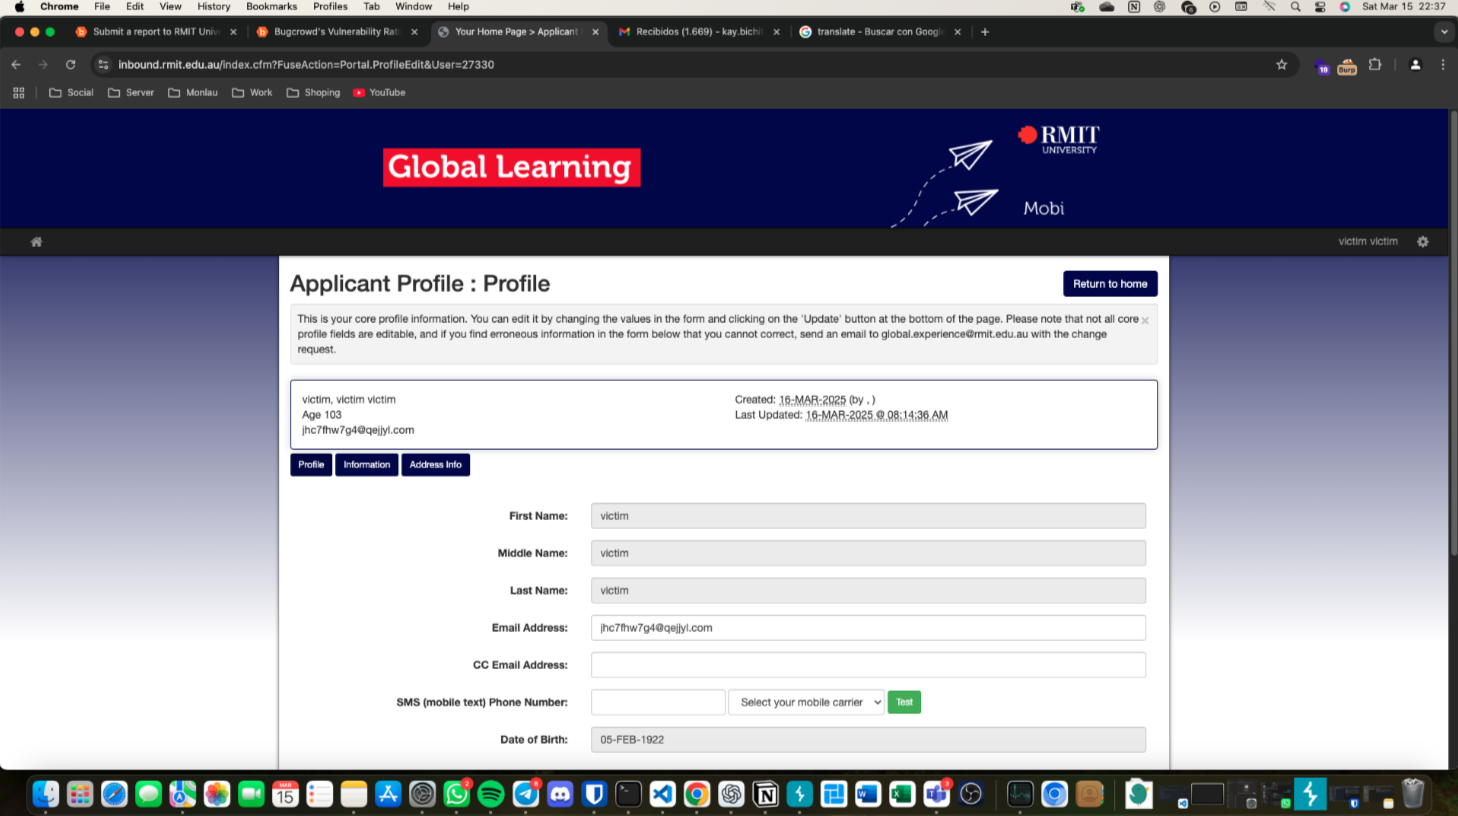 Chrome File Edit View History Bookmarks Profiles Tab Window Help
Sat Mar 15 22:37
Submit a report to RMIT Univ
Bugcrowd's Vulnerability Rat
Your Home Page > Applicant
Recibidos (1.669) - kay.bichi
translate - Buscar con Google
inbound.rmit.edu.au/index.cfm?FuseAction=Portal.ProfileEdit&User=27330
19
Burp
Social Server Monlau Work Shoping YouTube
Global Learning
RMIT
UNIVERSITY
Mobi
victim victim
Applicant Profile : Profile
Return to home
This is your core profile information. You can edit it by changing the values in the form and clicking on the 'Update' button at the bottom of the page. Please note that not all core
profile fields are editable, and if you find erroneous information in the form below that you cannot correct, send an email to global.experience@rmit.edu.au with the change
request.
victim, victim victim
Created: 16-MAR-2025 (by , )
Age 103
Last Updated: 16-MAR-2025 @ 08:14:36 AM
jhc7fhw7g4@qejjyl.com
Profile Information Address Info
First Name: victim
Middle Name: victim
Last Name: victim
Email Address: jhc7fhw7g4@qejjyl.com
CC Email Address:
SMS (mobile text) Phone Number: Select your mobile carrier Test
Date of Birth: 05-FEB-1922
MAR
15
2